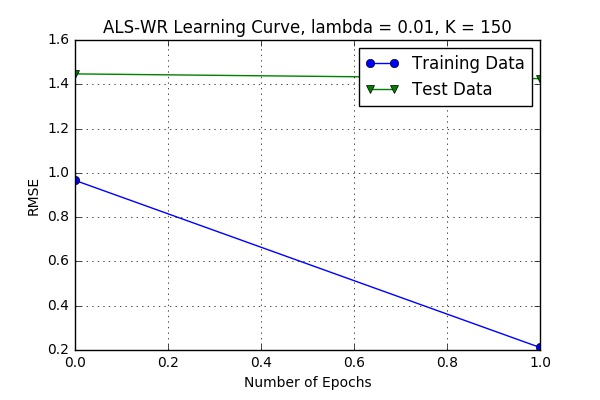 ALS-WR Learning Curve, lambda = 0.01, K = 150
1.6
1.4
1.2
1.0
0.8
0.6
0.4
0.2
RMSE
Training Data
Test Data
0.0 0.2 0.4 0.6 0.8 1.0
Number of Epochs